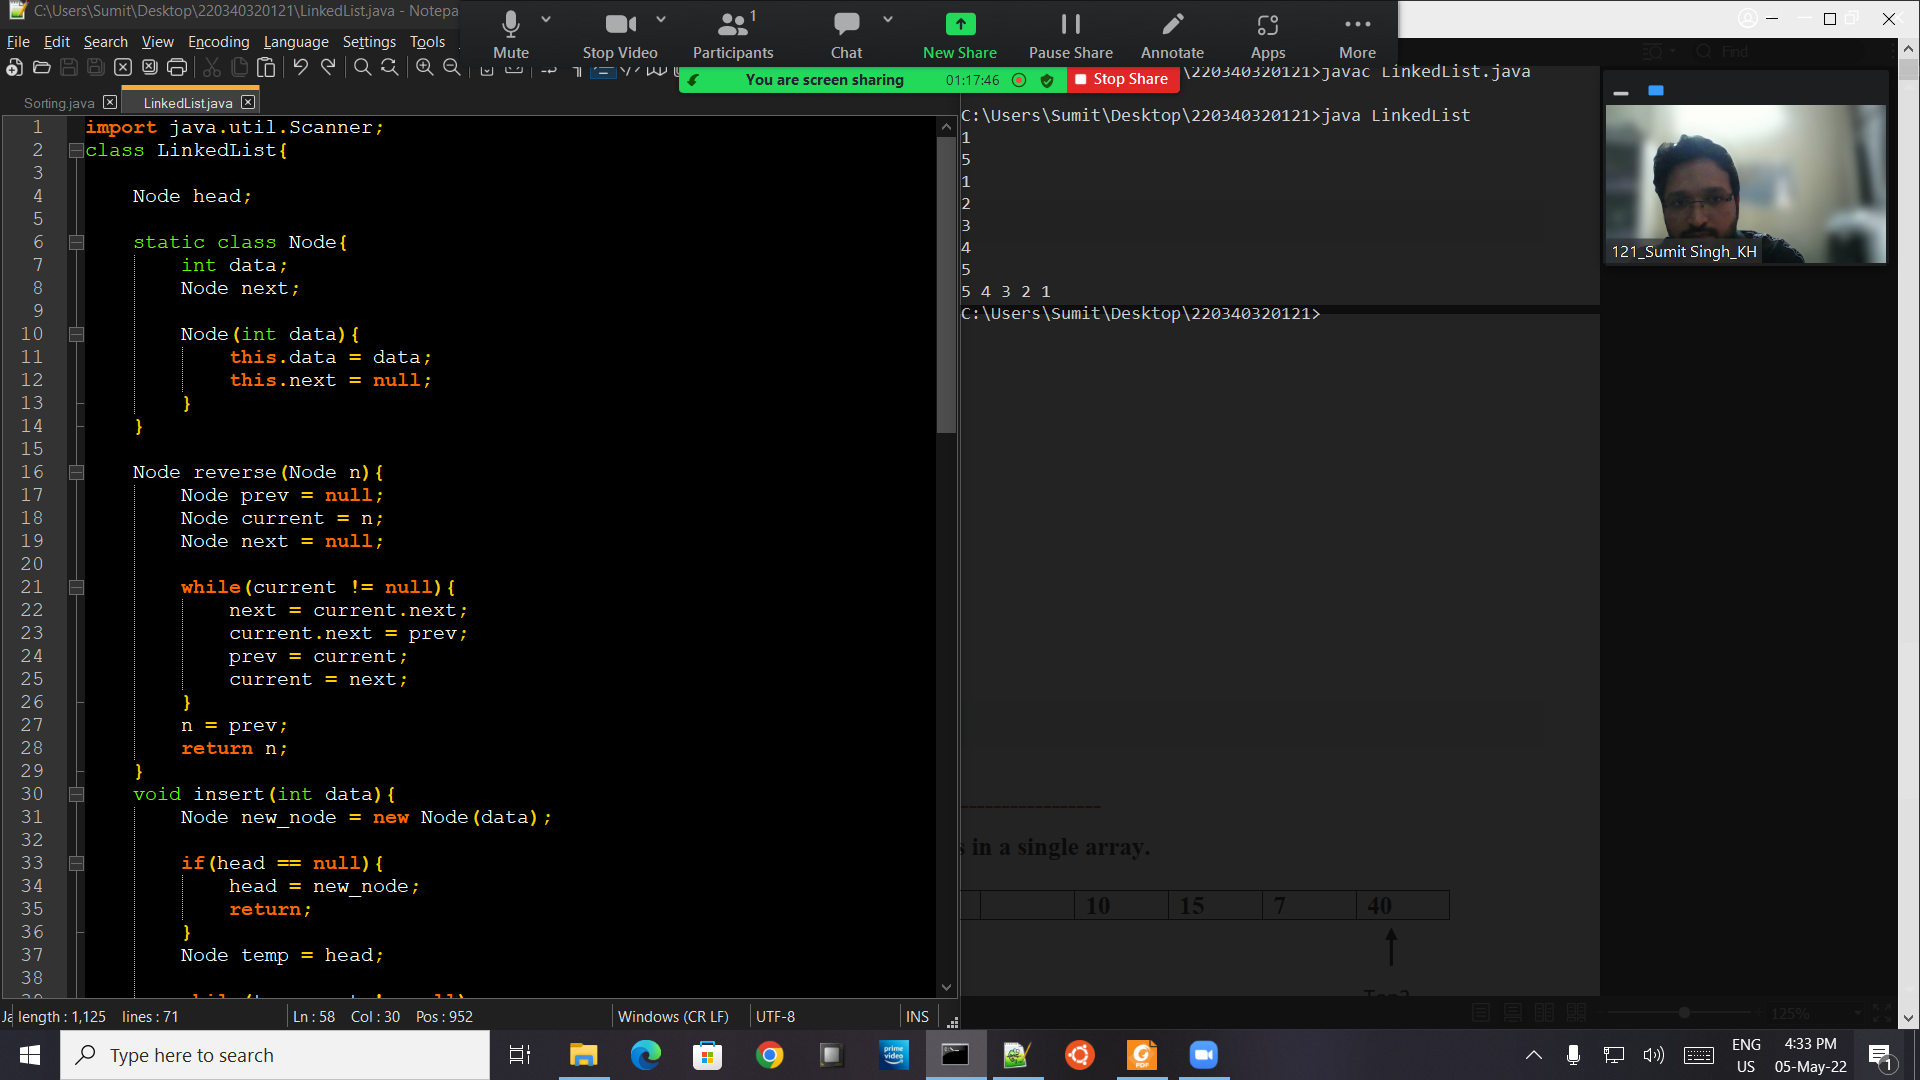 C:\Users\Sumit\Desktop\220340320121\LinkedList.java - Notepa
File Edit Search View Encoding Language Settings Tools
Mute
Stop Video
1
Participants
Chat
New Share
Pause Share
Annotate
Apps
More
You are screen sharing 01:17:46 Stop Share
Find
Sorting.java LinkedList.java
1 import java.util.Scanner;
2 class LinkedList{
3
4 Node head;
5
6 static class Node{
7 int data;
8 Node next;
9
10 Node(int data){
11 this.data = data;
12 this.next = null;
13 }
14 }
15
16 Node reverse(Node n){
17 Node prev = null;
18 Node current = n;
19 Node next = null;
20
21 while(current != null){
22 next = current.next;
23 current.next = prev;
24 prev = current;
25 current = next;
26 }
27 n = prev;
28 return n;
29 }
30 void insert(int data){
31 Node new_node = new Node(data);
32
33 if(head == null){
34 head = new_node;
35 return;
36 }
37 Node temp = head;
38
\220340320121>javac LinkedList.java
C:\Users\Sumit\Desktop\220340320121>java LinkedList
1
5
1
2
3
4
5
5 4 3 2 1
C:\Users\Sumit\Desktop\220340320121>
121_Sumit Singh_KH
s in a single array.
10 15 7 40
125%
Ja length : 1,125 lines : 71 Ln : 58 Col : 30 Pos : 952 Windows (CR LF) UTF-8 INS
Type here to search
prime video
PDF
ENG
US
4:33 PM
05-May-22
1